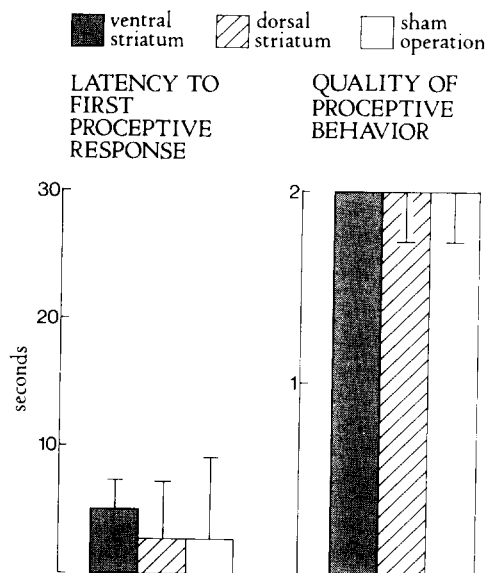 ventral
striatum
dorsal
striatum
sham
operation
LATENCY TO
FIRST
PROCEPTIVE
RESPONSE
QUALITY OF
PROCEPTIVE
BEHAVIOR
30
20
10
seconds
2
1